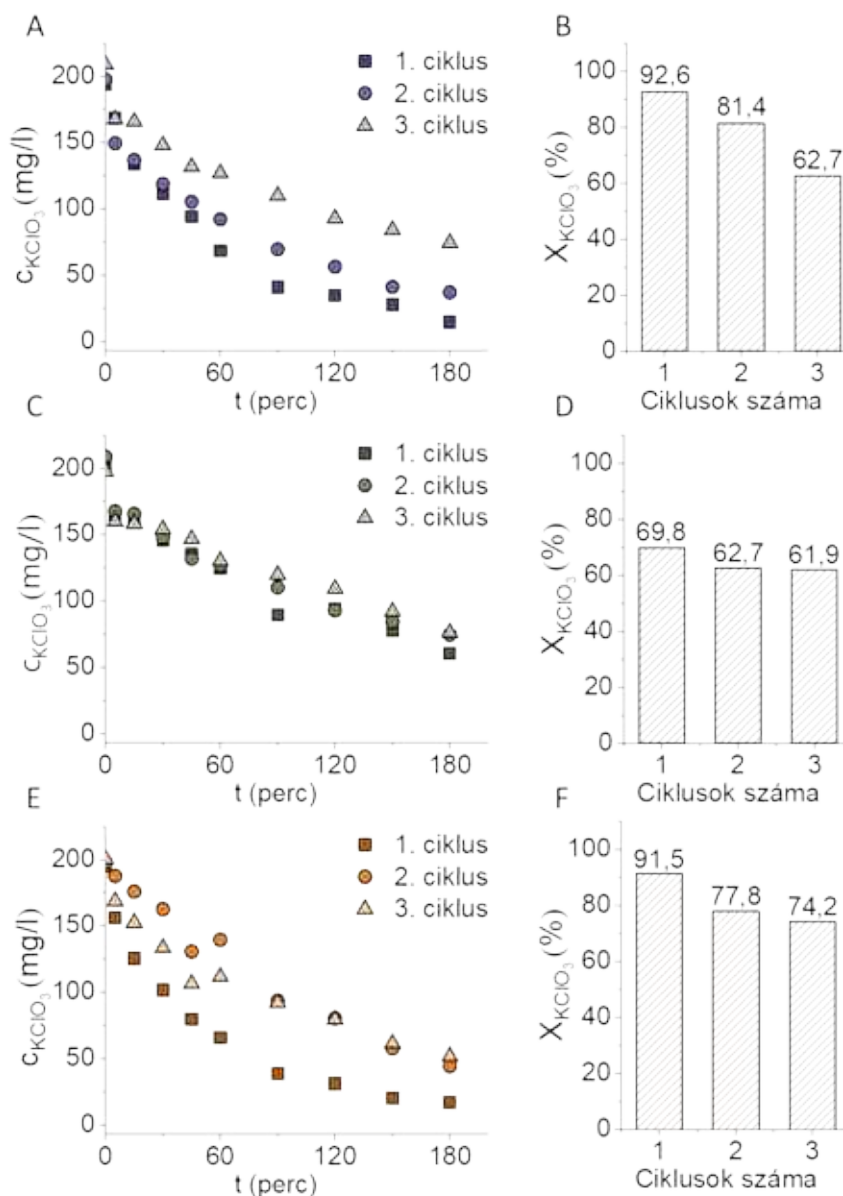 A
200
150
100
50
0
0 60 120 180
c_KClO₃ (mg/l)
t (perc)
1. ciklus
2. ciklus
3. ciklus
B
100
80
60
40
20
0
92,6
81,4
62,7
1 2 3
X_KClO₃ (%)
Ciklusok száma
C
200
150
100
50
0
0 60 120 180
c_KClO₃ (mg/l)
t (perc)
1. ciklus
2. ciklus
3. ciklus
D
100
80
60
40
20
0
69,8
62,7
61,9
1 2 3
X_KClO₃ (%)
Ciklusok száma
E
200
150
100
50
0
0 60 120 180
c_KClO₃ (mg/l)
t (perc)
1. ciklus
2. ciklus
3. ciklus
F
100
80
60
40
20
0
91,5
77,8
74,2
1 2 3
X_KClO₃ (%)
Ciklusok száma